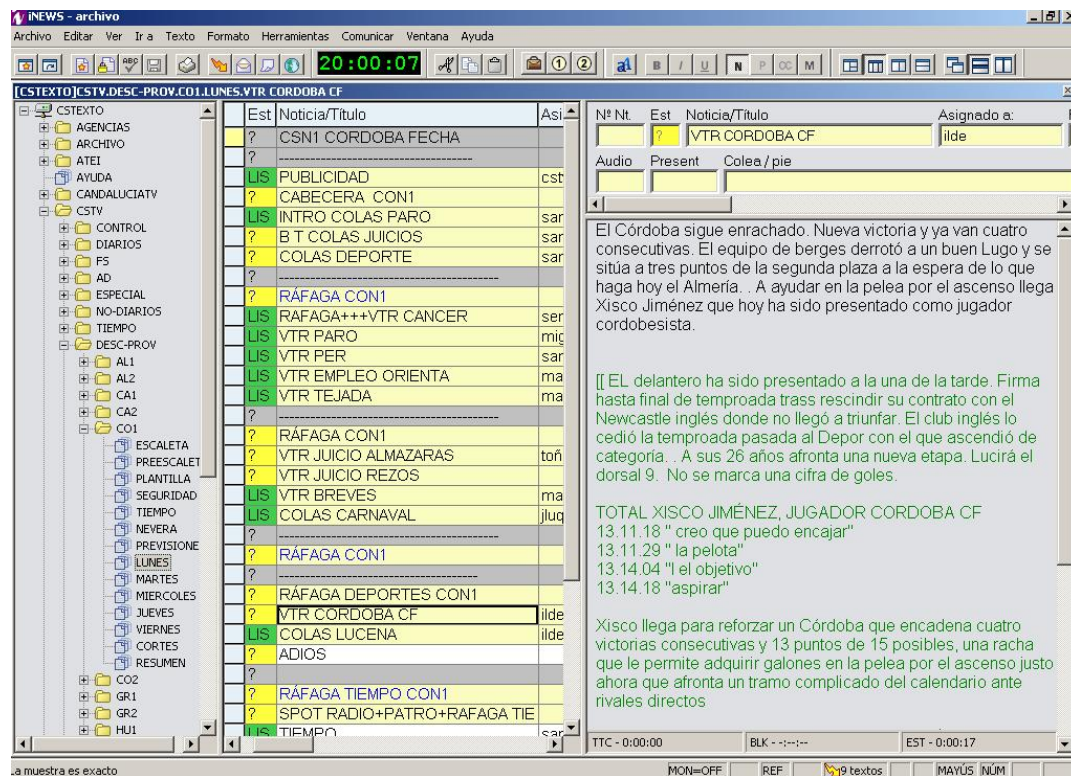 iNEWS - archivo
Archivo Editar Ver Ir a Texto Formato Herramientas Comunicar Ventana Ayuda
20:00:07
[CSTEXTO]CSTV.DESC-PROV.CO1.LUNES.VTR CORDOBA CF
CSTEXTO
AGENCIAS
ARCHIVO
ATEI
AYUDA
CANDALUCIATV
CSTV
CONTROL
DIARIOS
FS
AD
ESPECIAL
NO-DIARIOS
TIEMPO
DESC-PROV
AL1
AL2
CA1
CA2
CO1
ESCALETA
PREESCALET
PLANTILLA
SEGURIDAD
TIEMPO
NEVERA
PREVISIONE
LUNES
MARTES
MIERCOLES
JUEVES
VIERNES
CORTES
RESUMEN
CO2
GR1
GR2
HU1
Est Noticia/Título Asi
? CSN1 CORDOBA FECHA
? ------------------------------------
LIS PUBLICIDAD cst
? CABECERA CON1
LIS INTRO COLAS PARO sar
? B T COLAS JUICIOS sar
? COLAS DEPORTE sar
? ----------------------------------------
? RÁFAGA CON1
LIS RAFAGA+++VTR CANCER ser
LIS VTR PARO mig
LIS VTR PER sar
LIS VTR EMPLEO ORIENTA ma
LIS VTR TEJADA ma
? ----------------------------------------
? RÁFAGA CON1
? VTR JUICIO ALMAZARAS toñ
? VTR JUICIO REZOS
LIS VTR BREVES ma
LIS COLAS CARNAVAL jluq
? ----------------------------------------
? RÁFAGA CON1
? -------------------------------------
? RÁFAGA DEPORTES CON1
? VTR CORDOBA CF ilde
LIS COLAS LUCENA ilde
? ADIOS
?
? RÁFAGA TIEMPO CON1
? SPOT RADIO+PATRO+RAFAGA TIE
LIS TIEMPO sar
Nº Nt. Est Noticia/Título Asignado a:
? VTR CORDOBA CF ilde
Audio Present Colea / pie
El Córdoba sigue enrachado. Nueva victoria y ya van cuatro
consecutivas. El equipo de berges derrotó a un buen Lugo y se
sitúa a tres puntos de la segunda plaza a la espera de lo que
haga hoy el Almería. . A ayudar en la pelea por el ascenso llega
Xisco Jiménez que hoy ha sido presentado como jugador
cordobesista.
[[ EL delantero ha sido presentado a la una de la tarde. Firma
hasta final de temproada trass rescindir su contrato con el
Newcastle inglés donde no llegó a triunfar. El club inglés lo
cedió la temproada pasada al Depor con el que ascendió de
categoría. . A sus 26 años afronta una nueva etapa. Lucirá el
dorsal 9. No se marca una cifra de goles.
TOTAL XISCO JIMÉNEZ, JUGADOR CORDOBA CF
13.11.18 " creo que puedo encajar"
13.11.29 " la pelota"
13.14.04 "l el objetivo"
13.14.18 "aspirar"
Xisco llega para reforzar un Córdoba que encadena cuatro
victorias consecutivas y 13 puntos de 15 posibles, una racha
que le permite adquirir galones en la pelea por el ascenso justo
ahora que afronta un tramo complicado del calendario ante
rivales directos
TTC - 0:00:00 BLK - -:--:-- EST - 0:00:17
La muestra es exacto MON=OFF REF 19 textos MAYÚS NÚM